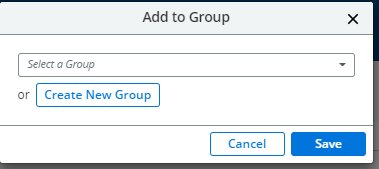 Add to Group
Select a Group
or Create New Group
Cancel Save